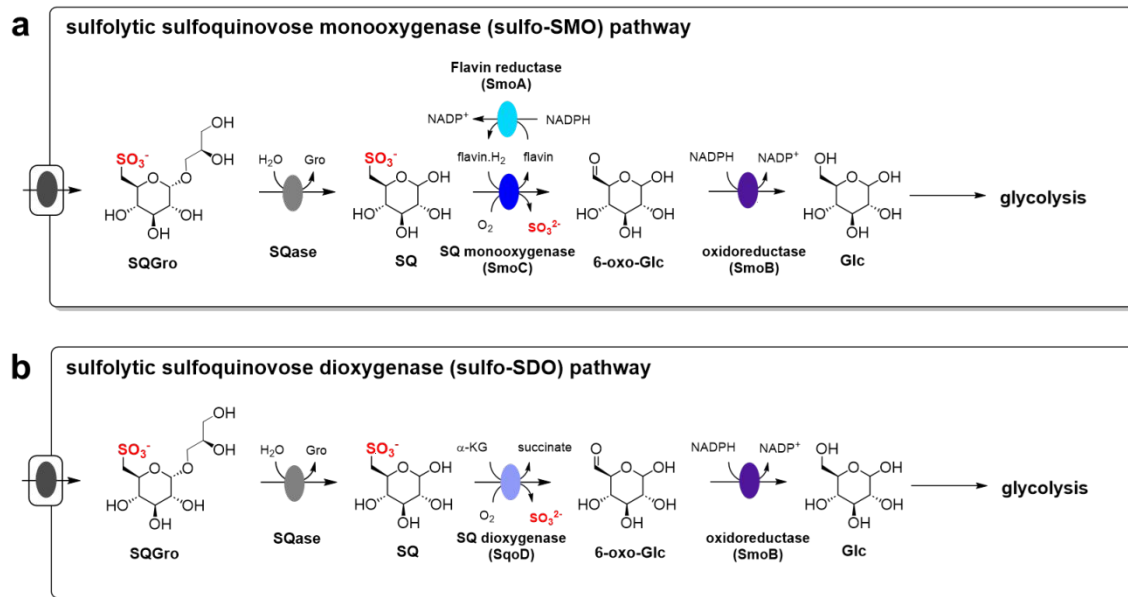 a
sulfolytic sulfoquinovose monooxygenase (sulfo-SMO) pathway
Flavin reductase
(SmoA)
NADP+
NADPH
SO3-
OH
OH
O
O
HO
OH
OH
SQGro
H2O
Gro
SQase
SO3-
O
OH
HO
OH
OH
SQ
flavin.H2
flavin
O2
SO32-
SQ monooxygenase
(SmoC)
O
O
OH
HO
OH
OH
6-oxo-Glc
NADPH
NADP+
oxidoreductase
(SmoB)
HO
O
OH
HO
OH
OH
Glc
glycolysis
b
sulfolytic sulfoquinovose dioxygenase (sulfo-SDO) pathway
SO3-
OH
OH
O
O
HO
OH
OH
SQGro
H2O
Gro
SQase
SO3-
O
OH
HO
OH
OH
SQ
α-KG
succinate
O2
SO32-
SQ dioxygenase
(SqoD)
O
O
OH
HO
OH
OH
6-oxo-Glc
NADPH
NADP+
oxidoreductase
(SmoB)
HO
O
OH
HO
OH
OH
Glc
glycolysis